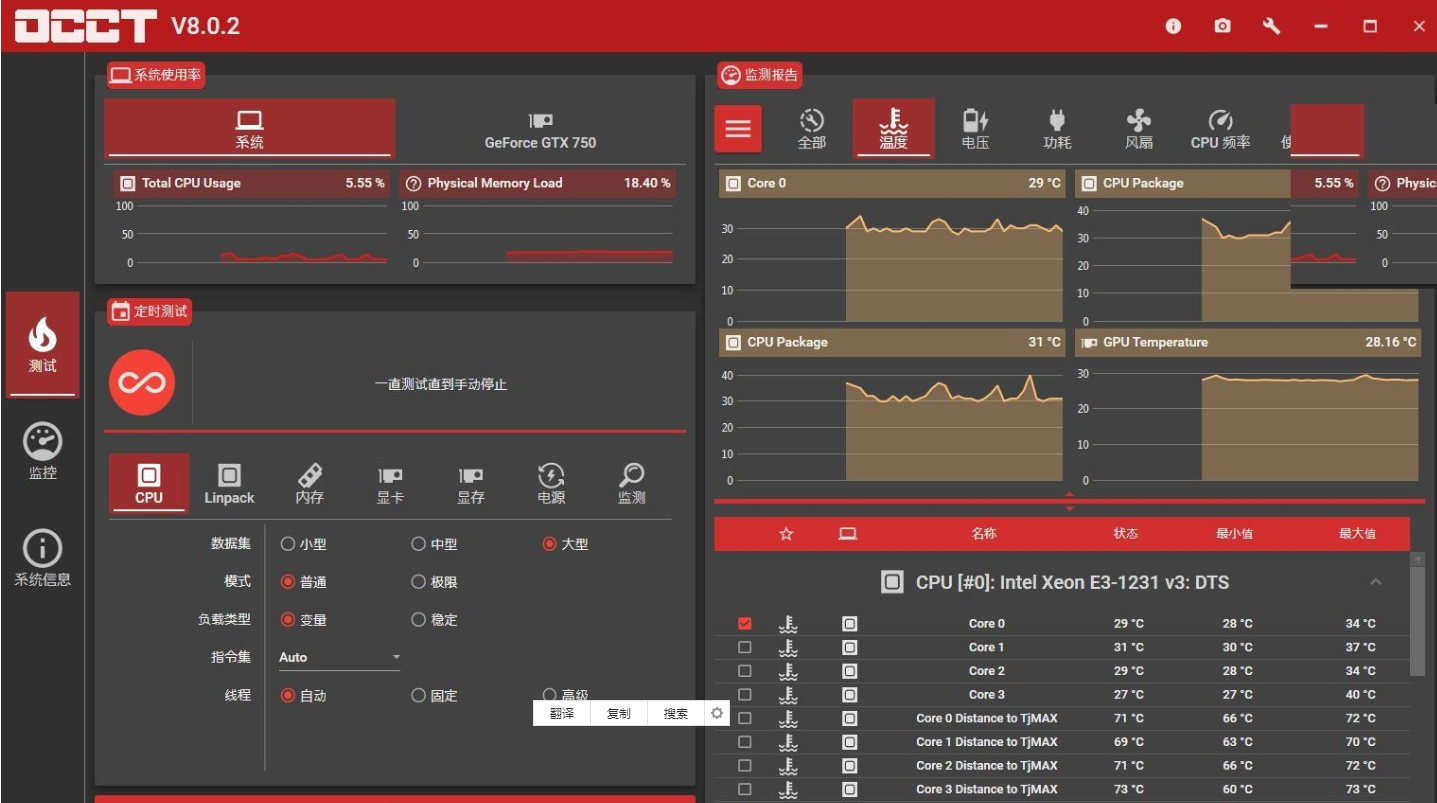 OCCT V8.0.2
系统使用率
系统
GeForce GTX 750
Total CPU Usage 5.55 %
Physical Memory Load 18.40 %
100
50
0
100
50
0
定时测试
一直测试直到手动停止
测试
监控
系统信息
CPU
Linpack
内存
显卡
显存
电源
监测
数据集 小型 中型 大型
模式 普通 极限
负载类型 变量 稳定
指令集 Auto
线程 自动 固定 高级
翻译 复制 搜索
监测报告
全部
温度
电压
功耗
风扇
CPU 频率
Core 0 29 °C
30
20
10
0
CPU Package
40
30
20
10
0
5.55 %
Physic
100
50
0
100
50
0
CPU Package 31 °C
40
30
20
10
0
GPU Temperature 28.16 °C
30
20
10
0
名称 状态 最小值 最大值
CPU [#0]: Intel Xeon E3-1231 v3: DTS
Core 0 29 °C 28 °C 34 °C
Core 1 31 °C 30 °C 37 °C
Core 2 29 °C 28 °C 34 °C
Core 3 27 °C 27 °C 40 °C
Core 0 Distance to TjMAX 71 °C 66 °C 72 °C
Core 1 Distance to TjMAX 69 °C 63 °C 70 °C
Core 2 Distance to TjMAX 71 °C 66 °C 72 °C
Core 3 Distance to TjMAX 73 °C 60 °C 73 °C